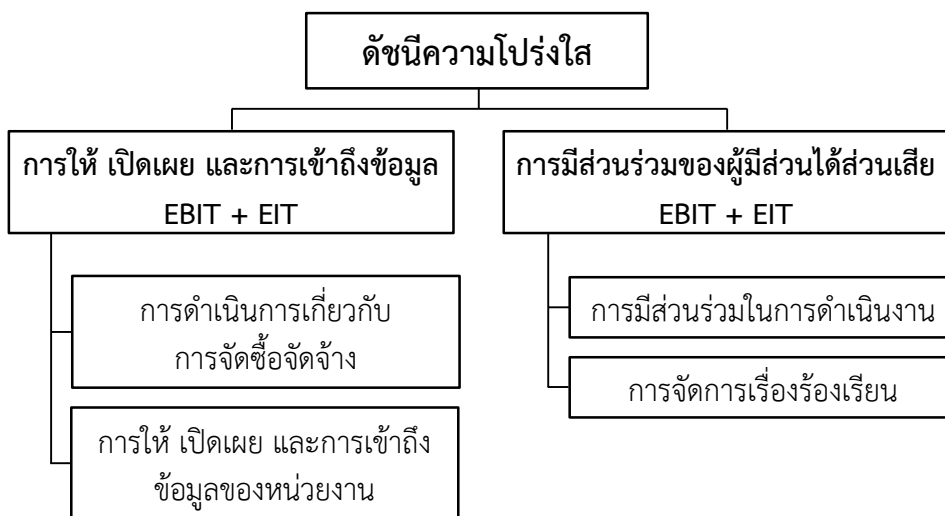 ดัชนีความโปร่งใส
การให้ เปิดเผย และการเข้าถึงข้อมูล
EBIT + EIT
การดำเนินการเกี่ยวกับ
การจัดซื้อจัดจ้าง
การให้ เปิดเผย และการเข้าถึง
ข้อมูลของหน่วยงาน
การมีส่วนร่วมของผู้มีส่วนได้ส่วนเสีย
EBIT + EIT
การมีส่วนร่วมในการดำเนินงาน
การจัดการเรื่องร้องเรียน